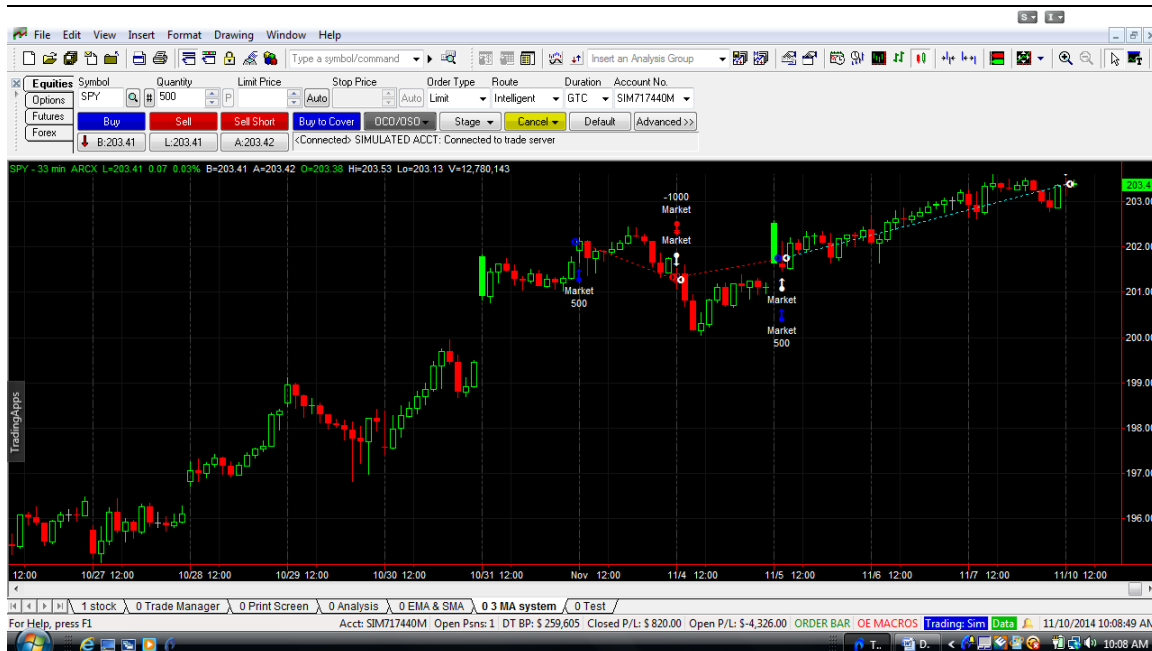 S I
File Edit View Insert Format Drawing Window Help
Type a symbol/command Insert an Analysis Group
Equities Symbol Quantity Limit Price Stop Price Order Type Route Duration Account No.
Options SPY # 500 P Auto Auto Limit Intelligent GTC SIM717440M
Futures Buy Sell Sell Short Buy to Cover OCO/OSO Stage Cancel Default Advanced >>
Forex B:203.41 L:203.41 A:203.42 <Connected> SIMULATED ACCT: Connected to trade server
SPY - 33 min ARCX L=203.41 0.07 0.03% B=203.41 A=203.42 O=203.38 Hi=203.53 Lo=203.13 V=12,780,143
203.4
-1000
Market
203.00
Market
202.00
Market
500
201.00
Market
Market
500
200.00
199.00
198.00
197.00
196.00
TradingApps
12:00 10/27 12:00 10/28 12:00 10/29 12:00 10/30 12:00 10/31 12:00 Nov 12:00 11/4 12:00 11/5 12:00 11/6 12:00 11/7 12:00 11/10 12:00
1 stock 0 Trade Manager 0 Print Screen 0 Analysis 0 EMA & SMA 0 3 MA system 0 Test
For Help, press F1 Acct: SIM717440M Open Psns: 1 DT BP: $ 259,605 Closed P/L: $ 820.00 Open P/L: $-4,326.00 ORDER BAR OE MACROS Trading: Sim Data 11/10/2014 10:08:49 AM
T... D. 10:08 AM